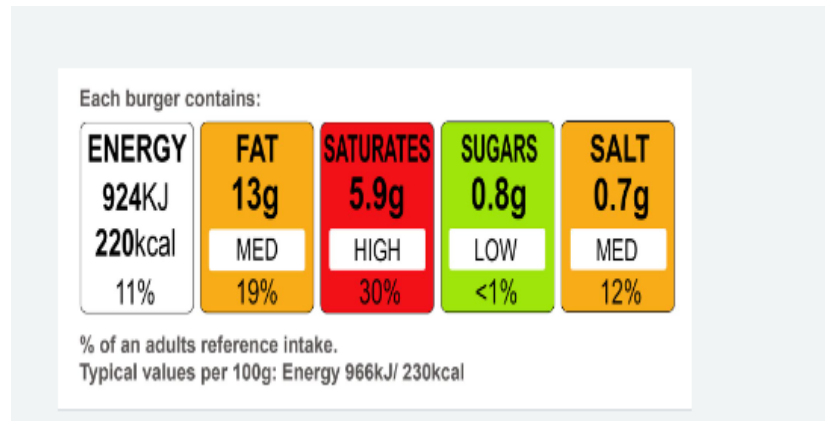 Each burger contains:
ENERGY FAT SATURATES SUGARS SALT
924KJ 13g 5.9g 0.8g 0.7g
220kcal MED HIGH LOW MED
11% 19% 30% <1% 12%
% of an adults reference intake.
Typical values per 100g: Energy 966kJ/ 230kcal